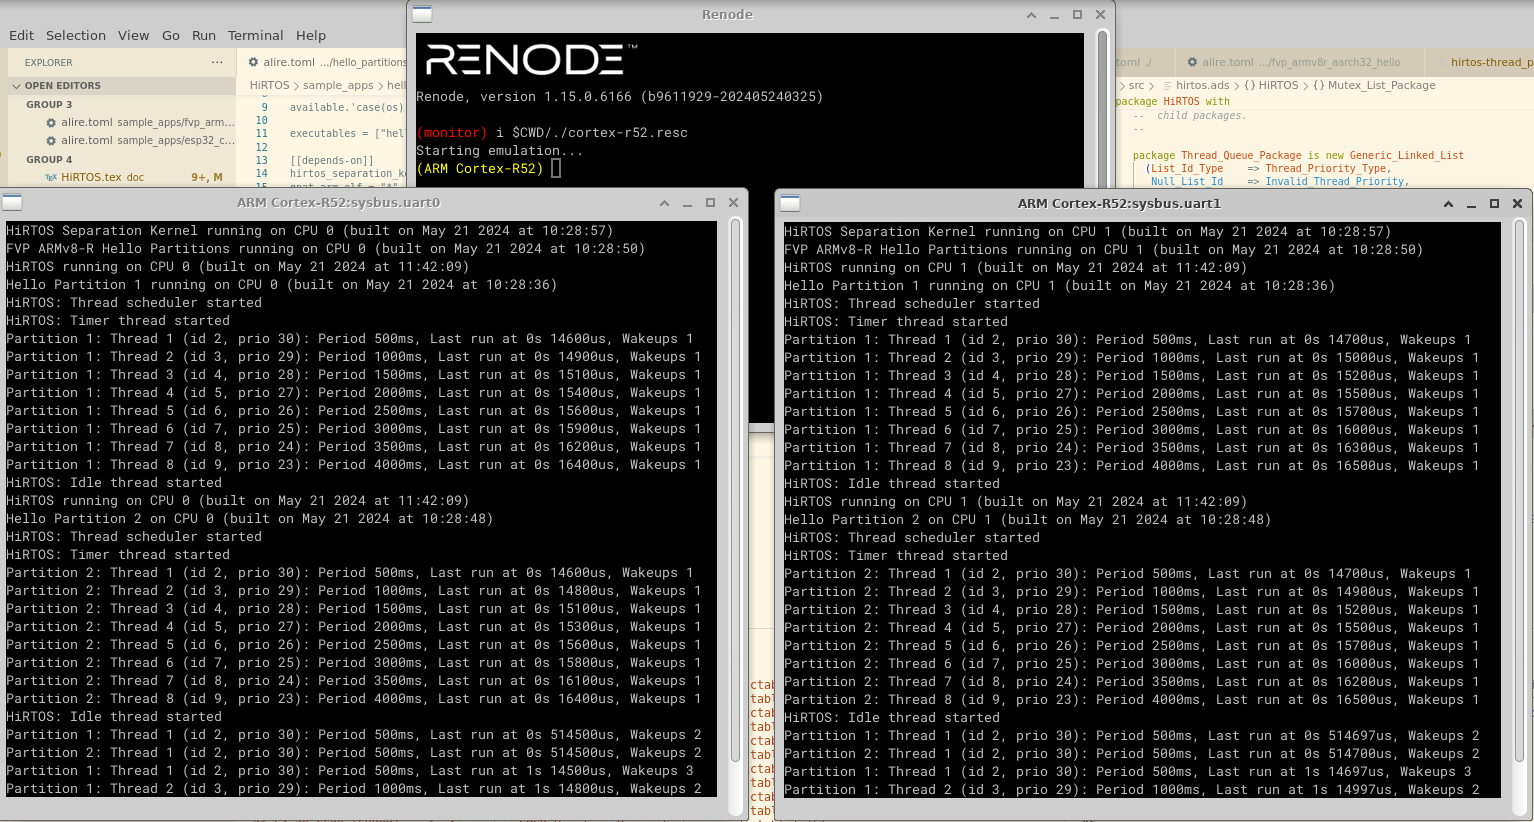 Renode
Edit Selection View Go Run Terminal Help
EXPLORER ···
OPEN EDITORS
GROUP 3
alire.toml sample_apps/fvp_arm...
alire.toml sample_apps/esp32_c...
GROUP 4
HiRTOS.tex doc 9+, M
alire.toml .../hello_partitions
HiRTOS > sample_apps > hell
9 available.'case(os)
10
11 executables = ["hel
12
13 [[depends-on]]
14 hirtos_separation_k
RENODE™
Renode, version 1.15.0.6166 (b9611929-202405240325)
(monitor) i $CWD/./cortex-r52.resc
Starting emulation...
(ARM Cortex-R52)
toml ./ alire.toml .../fvp_armv8r_aarch32_hello hirtos-thread_p
> src > hirtos.ads > {} HiRTOS > {} Mutex_List_Package
package HiRTOS with
-- child packages.
--
package Thread_Queue_Package is new Generic_Linked_List
(List_Id_Type => Thread_Priority_Type,
Null_List_Id => Invalid_Thread_Priority,
ARM Cortex-R52:sysbus.uart0
HiRTOS Separation Kernel running on CPU 0 (built on May 21 2024 at 10:28:57)
FVP ARMv8-R Hello Partitions running on CPU 0 (built on May 21 2024 at 10:28:50)
HiRTOS running on CPU 0 (built on May 21 2024 at 11:42:09)
Hello Partition 1 running on CPU 0 (built on May 21 2024 at 10:28:36)
HiRTOS: Thread scheduler started
HiRTOS: Timer thread started
Partition 1: Thread 1 (id 2, prio 30): Period 500ms, Last run at 0s 14600us, Wakeups 1
Partition 1: Thread 2 (id 3, prio 29): Period 1000ms, Last run at 0s 14900us, Wakeups 1
Partition 1: Thread 3 (id 4, prio 28): Period 1500ms, Last run at 0s 15100us, Wakeups 1
Partition 1: Thread 4 (id 5, prio 27): Period 2000ms, Last run at 0s 15400us, Wakeups 1
Partition 1: Thread 5 (id 6, prio 26): Period 2500ms, Last run at 0s 15600us, Wakeups 1
Partition 1: Thread 6 (id 7, prio 25): Period 3000ms, Last run at 0s 15900us, Wakeups 1
Partition 1: Thread 7 (id 8, prio 24): Period 3500ms, Last run at 0s 16200us, Wakeups 1
Partition 1: Thread 8 (id 9, prio 23): Period 4000ms, Last run at 0s 16400us, Wakeups 1
HiRTOS: Idle thread started
HiRTOS running on CPU 0 (built on May 21 2024 at 11:42:09)
Hello Partition 2 on CPU 0 (built on May 21 2024 at 10:28:48)
HiRTOS: Thread scheduler started
HiRTOS: Timer thread started
Partition 2: Thread 1 (id 2, prio 30): Period 500ms, Last run at 0s 14600us, Wakeups 1
Partition 2: Thread 2 (id 3, prio 29): Period 1000ms, Last run at 0s 14800us, Wakeups 1
Partition 2: Thread 3 (id 4, prio 28): Period 1500ms, Last run at 0s 15100us, Wakeups 1
Partition 2: Thread 4 (id 5, prio 27): Period 2000ms, Last run at 0s 15300us, Wakeups 1
Partition 2: Thread 5 (id 6, prio 26): Period 2500ms, Last run at 0s 15600us, Wakeups 1
Partition 2: Thread 6 (id 7, prio 25): Period 3000ms, Last run at 0s 15800us, Wakeups 1
Partition 2: Thread 7 (id 8, prio 24): Period 3500ms, Last run at 0s 16100us, Wakeups 1
Partition 2: Thread 8 (id 9, prio 23): Period 4000ms, Last run at 0s 16400us, Wakeups 1
HiRTOS: Idle thread started
Partition 1: Thread 1 (id 2, prio 30): Period 500ms, Last run at 0s 514500us, Wakeups 2
Partition 2: Thread 1 (id 2, prio 30): Period 500ms, Last run at 0s 514500us, Wakeups 2
Partition 1: Thread 1 (id 2, prio 30): Period 500ms, Last run at 1s 14500us, Wakeups 3
Partition 1: Thread 2 (id 3, prio 29): Period 1000ms, Last run at 1s 14800us, Wakeups 2
ARM Cortex-R52:sysbus.uart1
HiRTOS Separation Kernel running on CPU 1 (built on May 21 2024 at 10:28:57)
FVP ARMv8-R Hello Partitions running on CPU 1 (built on May 21 2024 at 10:28:50)
HiRTOS running on CPU 1 (built on May 21 2024 at 11:42:09)
Hello Partition 1 running on CPU 1 (built on May 21 2024 at 10:28:36)
HiRTOS: Thread scheduler started
HiRTOS: Timer thread started
Partition 1: Thread 1 (id 2, prio 30): Period 500ms, Last run at 0s 14700us, Wakeups 1
Partition 1: Thread 2 (id 3, prio 29): Period 1000ms, Last run at 0s 15000us, Wakeups 1
Partition 1: Thread 3 (id 4, prio 28): Period 1500ms, Last run at 0s 15200us, Wakeups 1
Partition 1: Thread 4 (id 5, prio 27): Period 2000ms, Last run at 0s 15500us, Wakeups 1
Partition 1: Thread 5 (id 6, prio 26): Period 2500ms, Last run at 0s 15700us, Wakeups 1
Partition 1: Thread 6 (id 7, prio 25): Period 3000ms, Last run at 0s 16000us, Wakeups 1
Partition 1: Thread 7 (id 8, prio 24): Period 3500ms, Last run at 0s 16300us, Wakeups 1
Partition 1: Thread 8 (id 9, prio 23): Period 4000ms, Last run at 0s 16500us, Wakeups 1
HiRTOS: Idle thread started
HiRTOS running on CPU 1 (built on May 21 2024 at 11:42:09)
Hello Partition 2 on CPU 1 (built on May 21 2024 at 10:28:48)
HiRTOS: Thread scheduler started
HiRTOS: Timer thread started
Partition 2: Thread 1 (id 2, prio 30): Period 500ms, Last run at 0s 14700us, Wakeups 1
Partition 2: Thread 2 (id 3, prio 29): Period 1000ms, Last run at 0s 14900us, Wakeups 1
Partition 2: Thread 3 (id 4, prio 28): Period 1500ms, Last run at 0s 15200us, Wakeups 1
Partition 2: Thread 4 (id 5, prio 27): Period 2000ms, Last run at 0s 15500us, Wakeups 1
Partition 2: Thread 5 (id 6, prio 26): Period 2500ms, Last run at 0s 15700us, Wakeups 1
Partition 2: Thread 6 (id 7, prio 25): Period 3000ms, Last run at 0s 16000us, Wakeups 1
Partition 2: Thread 7 (id 8, prio 24): Period 3500ms, Last run at 0s 16200us, Wakeups 1
Partition 2: Thread 8 (id 9, prio 23): Period 4000ms, Last run at 0s 16500us, Wakeups 1
HiRTOS: Idle thread started
Partition 1: Thread 1 (id 2, prio 30): Period 500ms, Last run at 0s 514697us, Wakeups 2
Partition 2: Thread 1 (id 2, prio 30): Period 500ms, Last run at 0s 514700us, Wakeups 2
Partition 1: Thread 1 (id 2, prio 30): Period 500ms, Last run at 1s 14697us, Wakeups 3
Partition 1: Thread 2 (id 3, prio 29): Period 1000ms, Last run at 1s 14997us, Wakeups 2